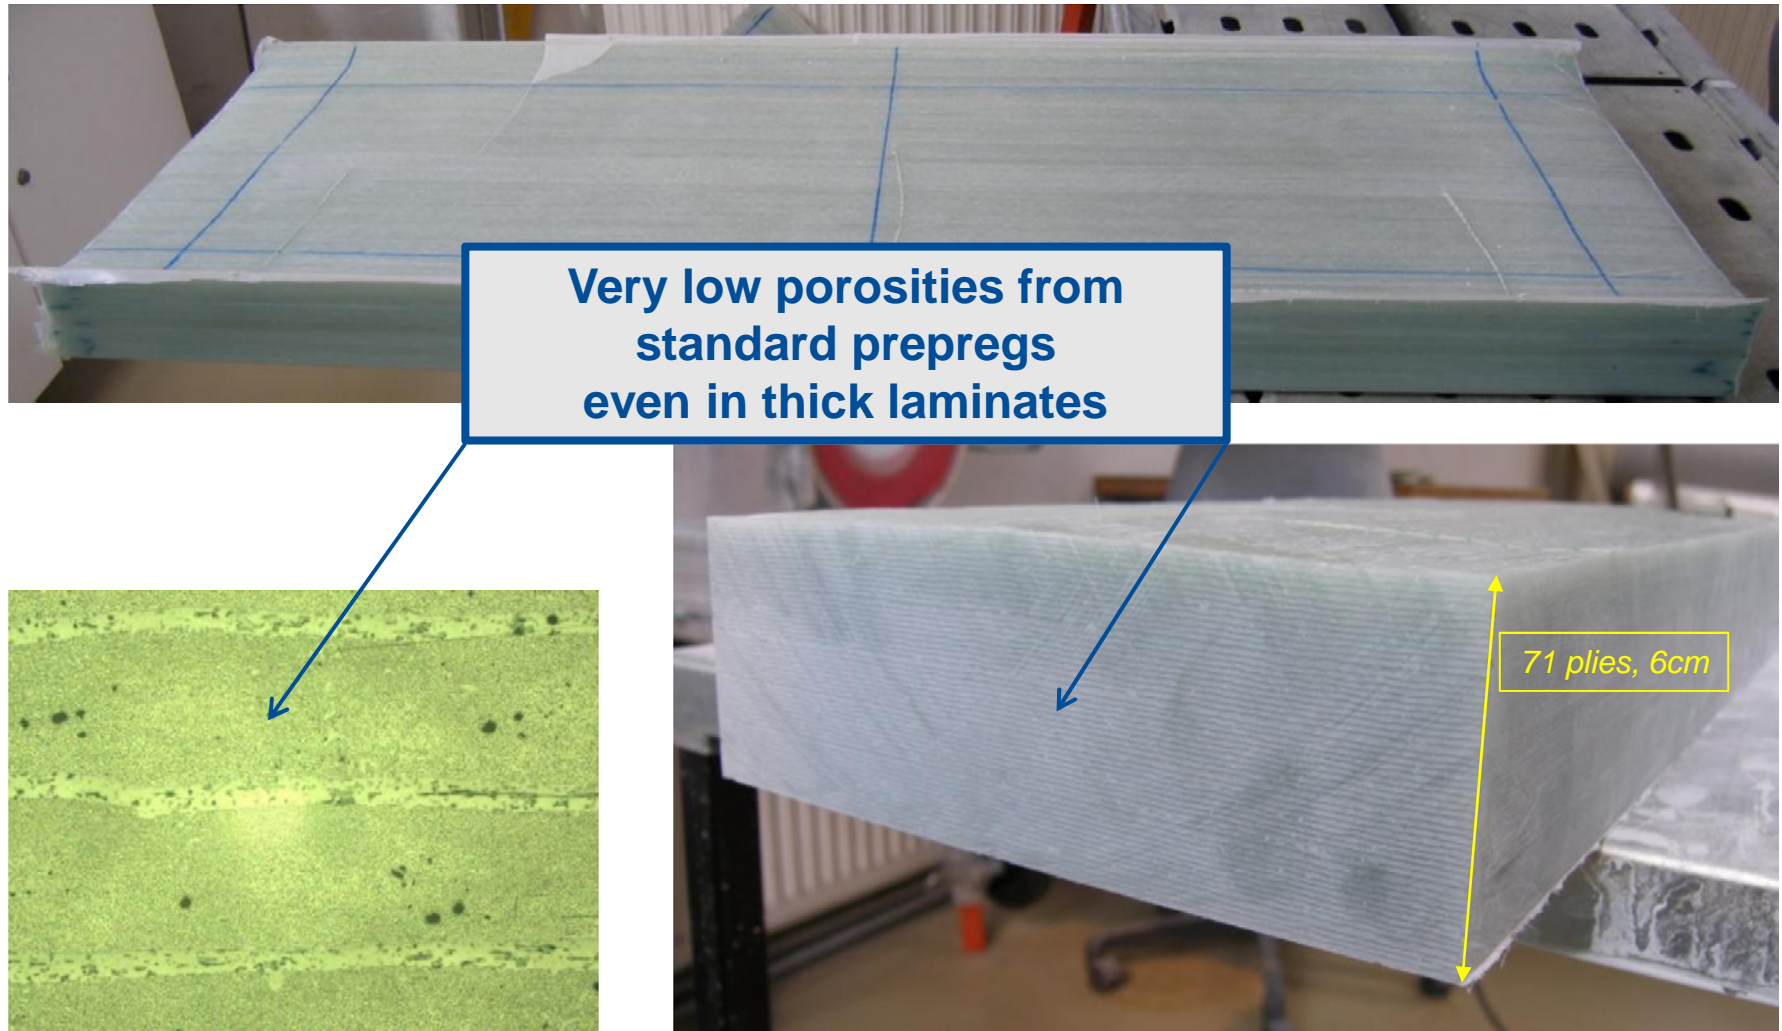 Very low porosities from
standard prepregs
even in thick laminates
71 plies, 6cm